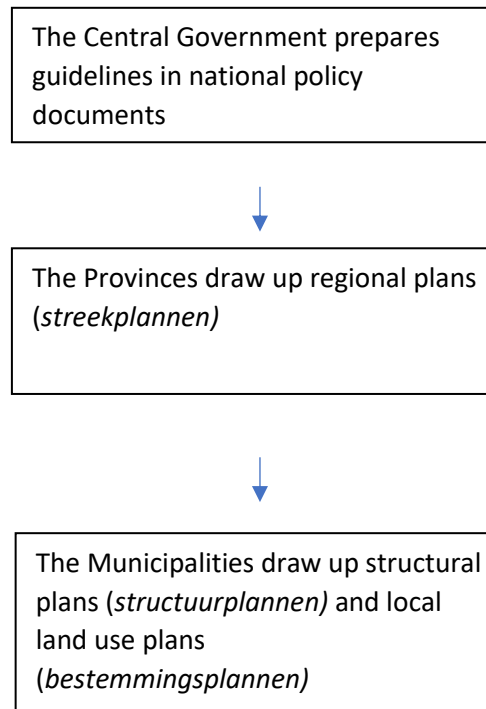 The Central Government prepares
guidelines in national policy
documents
The Provinces draw up regional plans
(streekplannen)
The Municipalities draw up structural
plans (structuurplannen) and local
land use plans
(bestemmingsplannen)